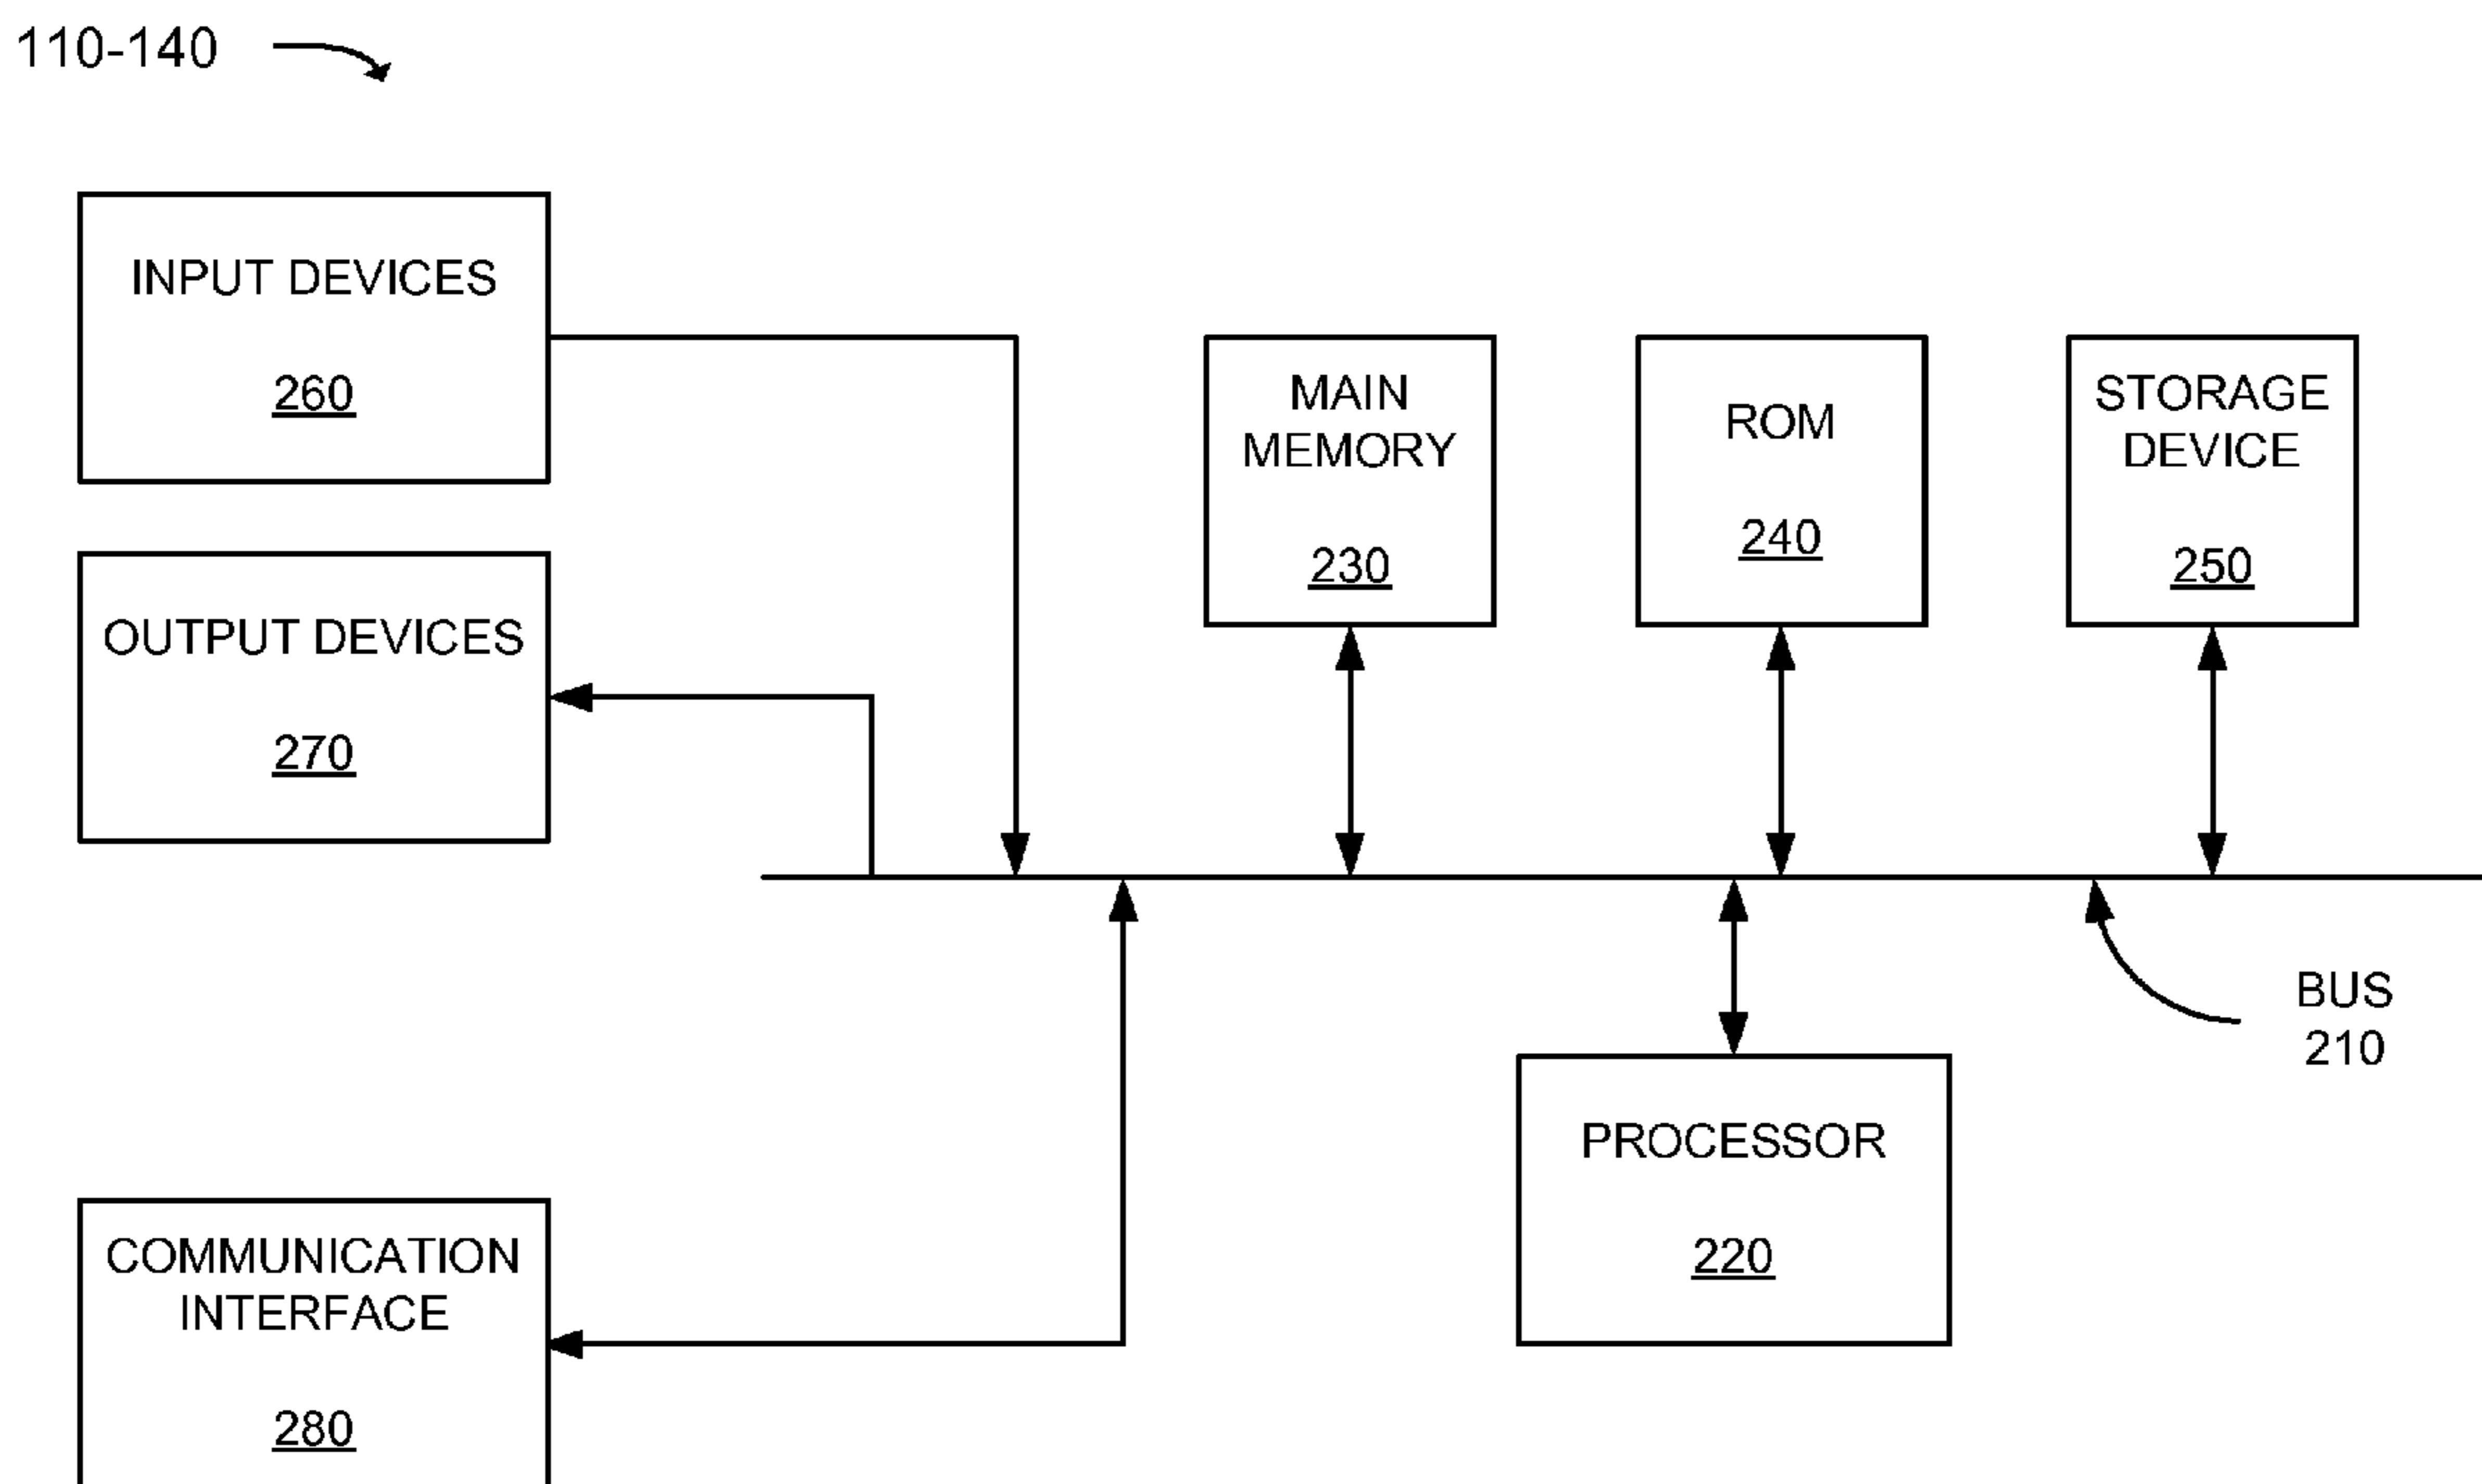 110-140
INPUT DEVICES
260
OUTPUT DEVICES
270
MAIN
MEMORY
230
ROM
240
STORAGE
DEVICE
250
BUS
210
PROCESSOR
220
COMMUNICATION
INTERFACE
280